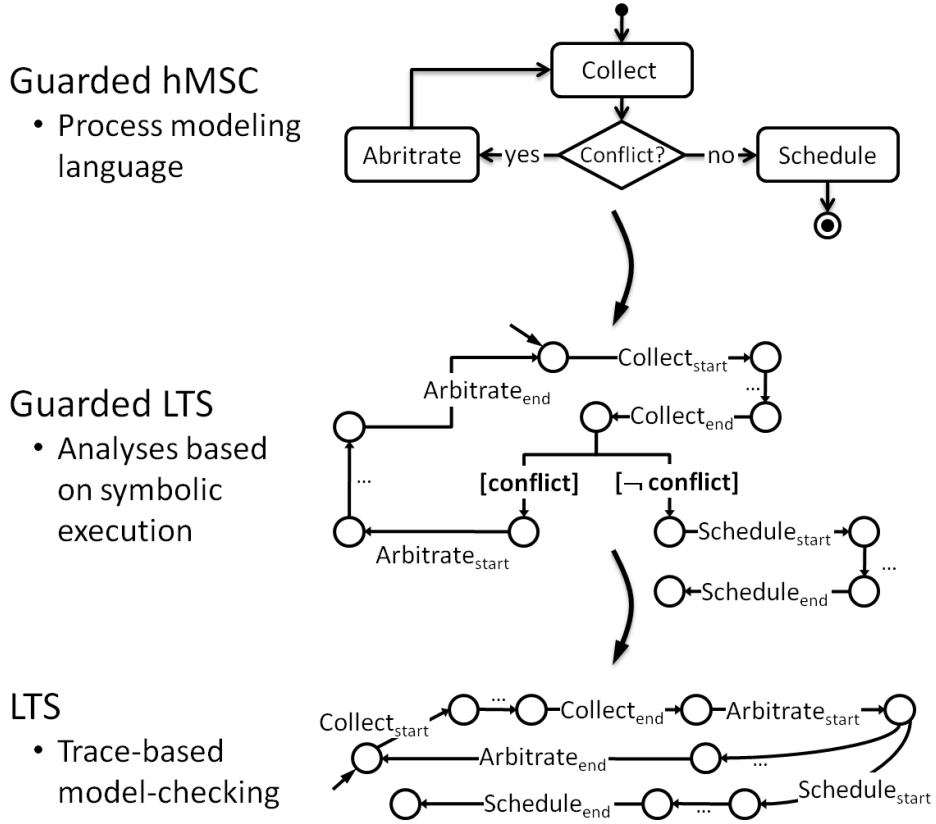 Guarded hMSC
• Process modeling
language
Collect
Abritrate
yes
Conflict?
no
Schedule
Guarded LTS
• Analyses based
on symbolic
execution
Collectstart
...
Arbitrateend
Collectend
...
[conflict]
[¬ conflict]
Arbitratestart
Schedulestart
...
Scheduleend
LTS
• Trace-based
model-checking
Collectstart
...
Collectend
Arbitratestart
Arbitrateend
...
Scheduleend
...
Schedulestart